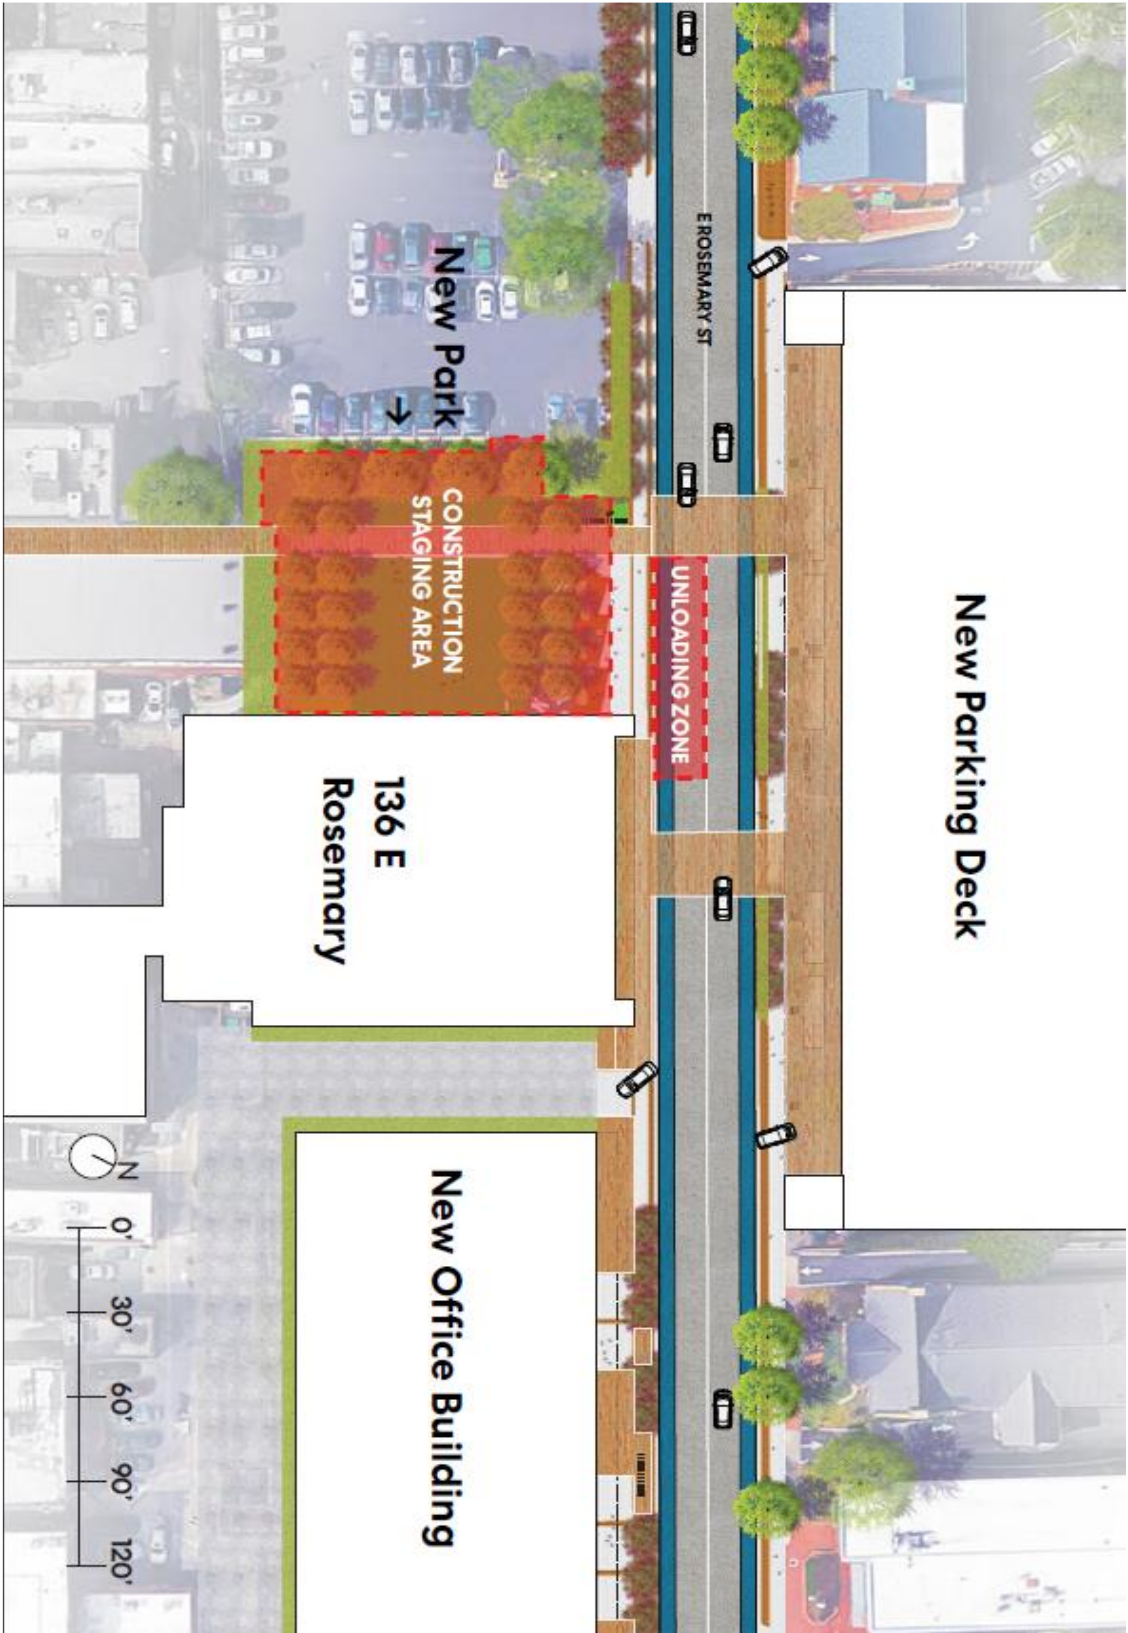 E ROSEMARY ST
New Park
CONSTRUCTION
STAGING AREA
UNLOADING ZONE
New Parking Deck
136 E
Rosemary
New Office Building
N
0'
30'
60'
90'
120'